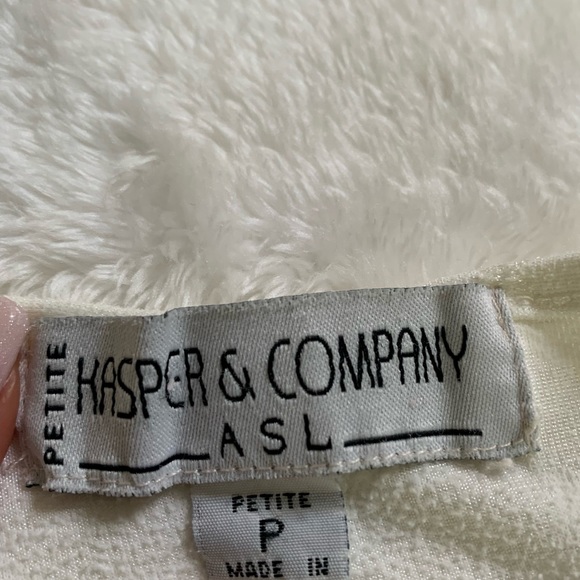 PETITE
KASPER & COMPANY
ASL
PETITE
P
MADE IN